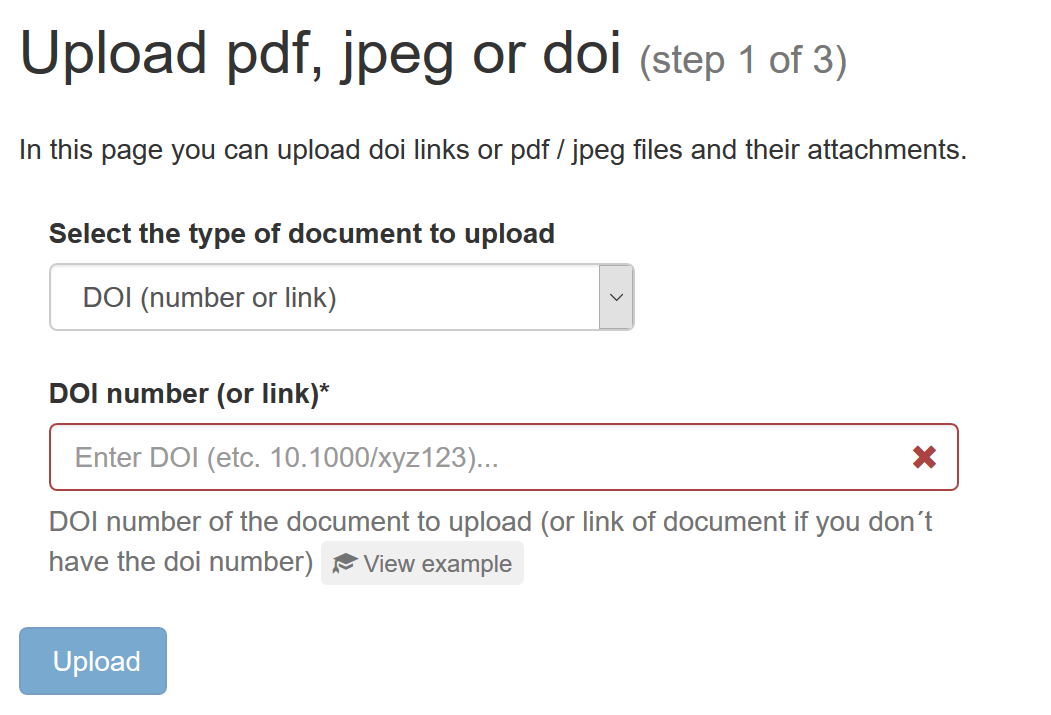 Upload pdf, jpeg or doi (step 1 of 3)
In this page you can upload doi links or pdf / jpeg files and their attachments.
Select the type of document to upload
DOI (number or link)
DOI number (or link)*
Enter DOI (etc. 10.1000/xyz123)...
DOI number of the document to upload (or link of document if you don´t
have the doi number) View example
Upload